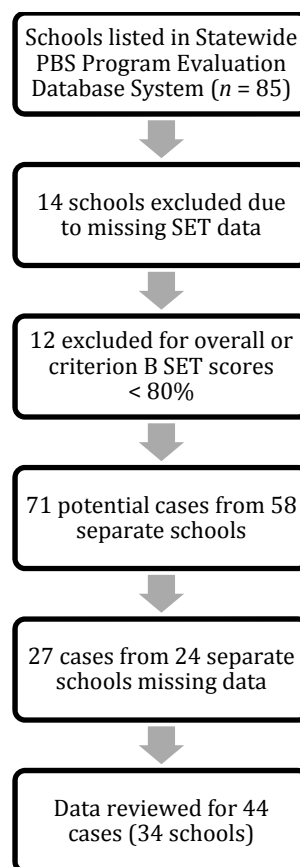 Schools listed in Statewide
PBS Program Evaluation
Database System (n = 85)
14 schools excluded due
to missing SET data
12 excluded for overall or
criterion B SET scores
< 80%
71 potential cases from 58
separate schools
27 cases from 24 separate
schools missing data
Data reviewed for 44
cases (34 schools)